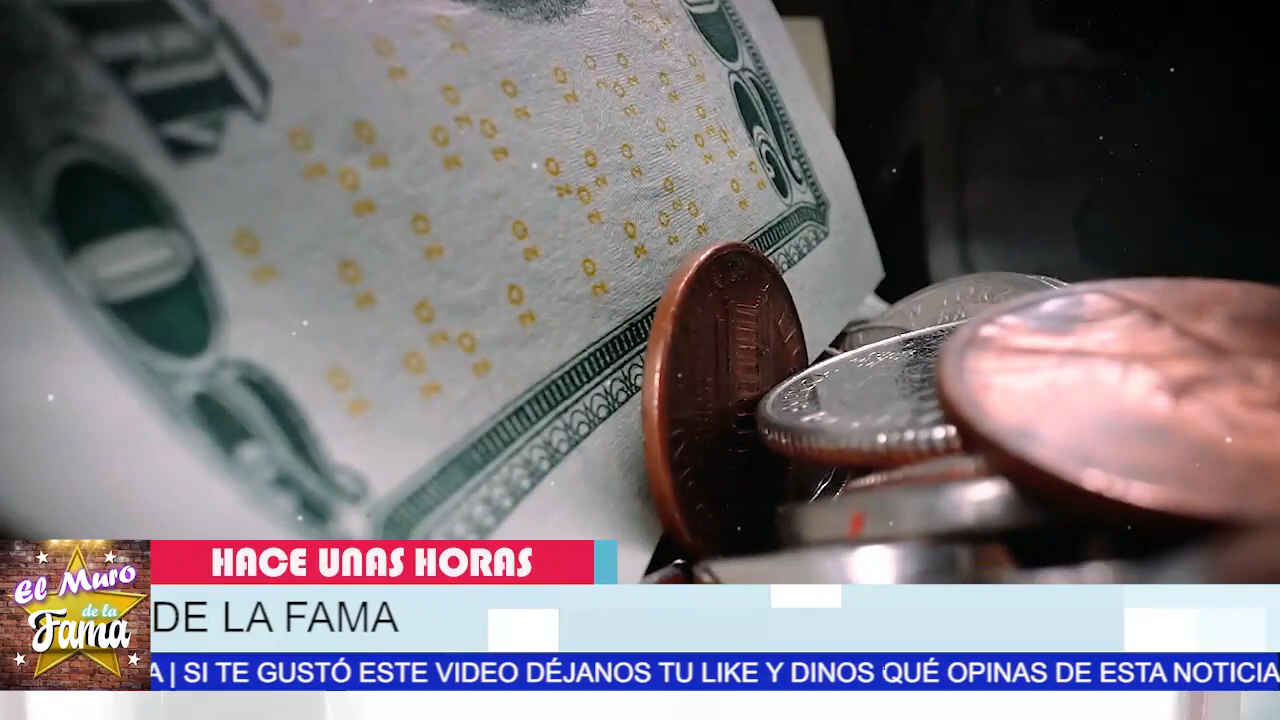 HACE UNAS HORAS
El Muro
de la
Fama
DE LA FAMA
A | SI TE GUSTÓ ESTE VIDEO DÉJANOS TU LIKE Y DINOS QUÉ OPINAS DE ESTA NOTICIA